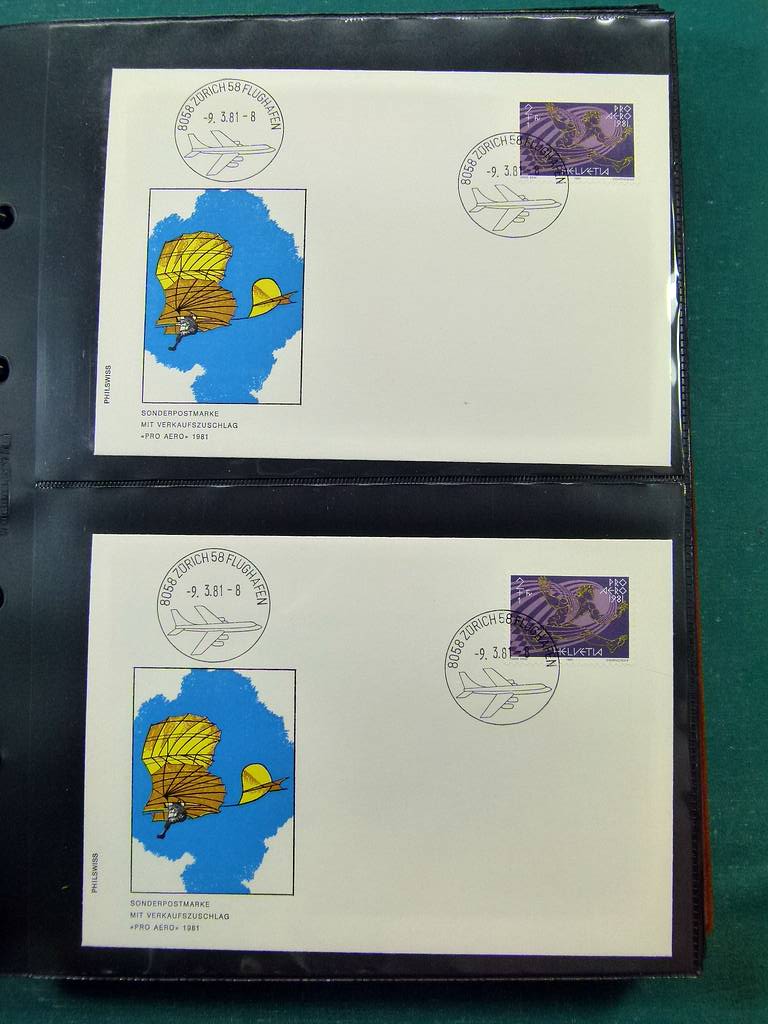 8058 ZÜRICH 58 FLUGHAFEN
-9. 3.81-8
PRO
AERO
1981
HELVETIA
8058 ZÜRICH 58 FLUGHAFEN
-9. 3.8
PHILSWISS
SONDERPOSTMARKE
MIT VERKAUFSZUSCHLAG
«PRO AERO» 1981
8058 ZÜRICH 58 FLUGHAFEN
-9. 3.81-8
PRO
AERO
1981
HELVETIA
8058 ZÜRICH 58 FLUGHAFEN
-9. 3.81
PHILSWISS
SONDERPOSTMARKE
MIT VERKAUFSZUSCHLAG
«PRO AERO» 1981